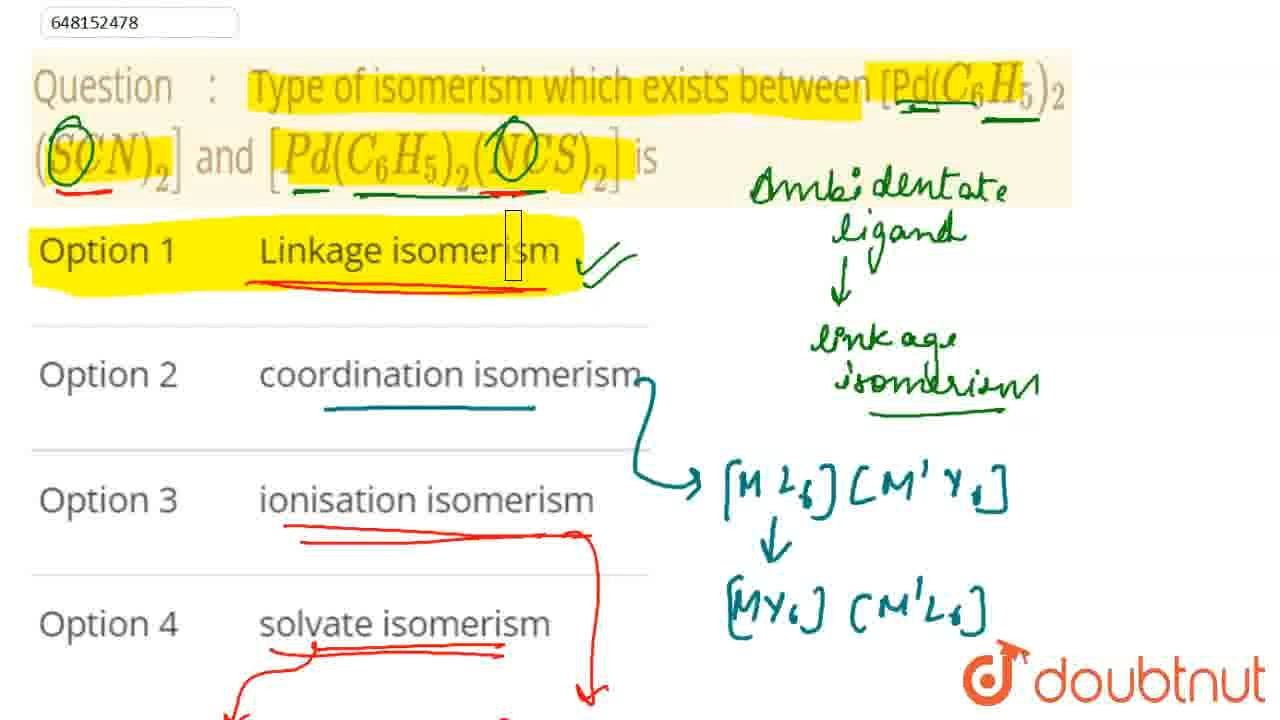 648152478
Question : Type of isomerism which exists between [Pd(C₆H₅)₂
(SCN)₂] and [Pd(C₆H₅)₂(NCS)₂] is
Ambidentate
ligand
↓
linkage
isomerism
Option 1 Linkage isomerism
Option 2 coordination isomerism
[M L₆] [M' Y₆]
↓
[MY₆] [M'L₆]
Option 3 ionisation isomerism
Option 4 solvate isomerism
doubtnut